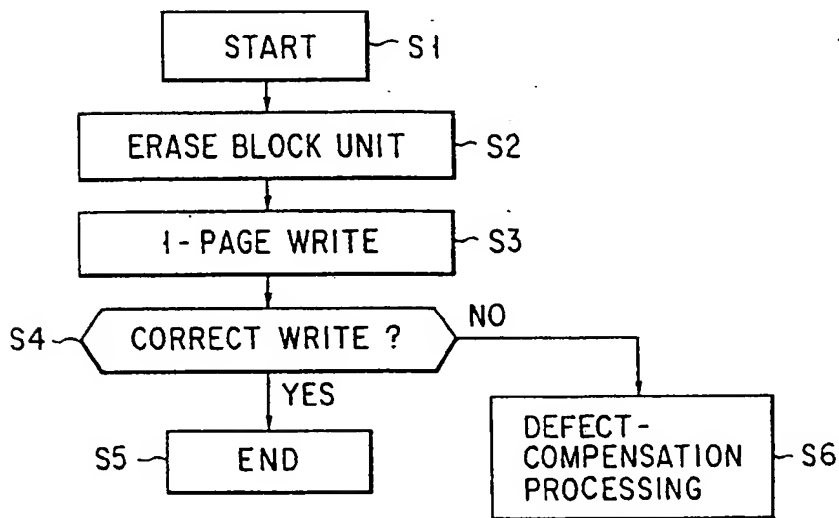 START S1
ERASE BLOCK UNIT S2
1-PAGE WRITE S3
S4 CORRECT WRITE ? NO
YES
S5 END
DEFECT-
COMPENSATION
PROCESSING
S6